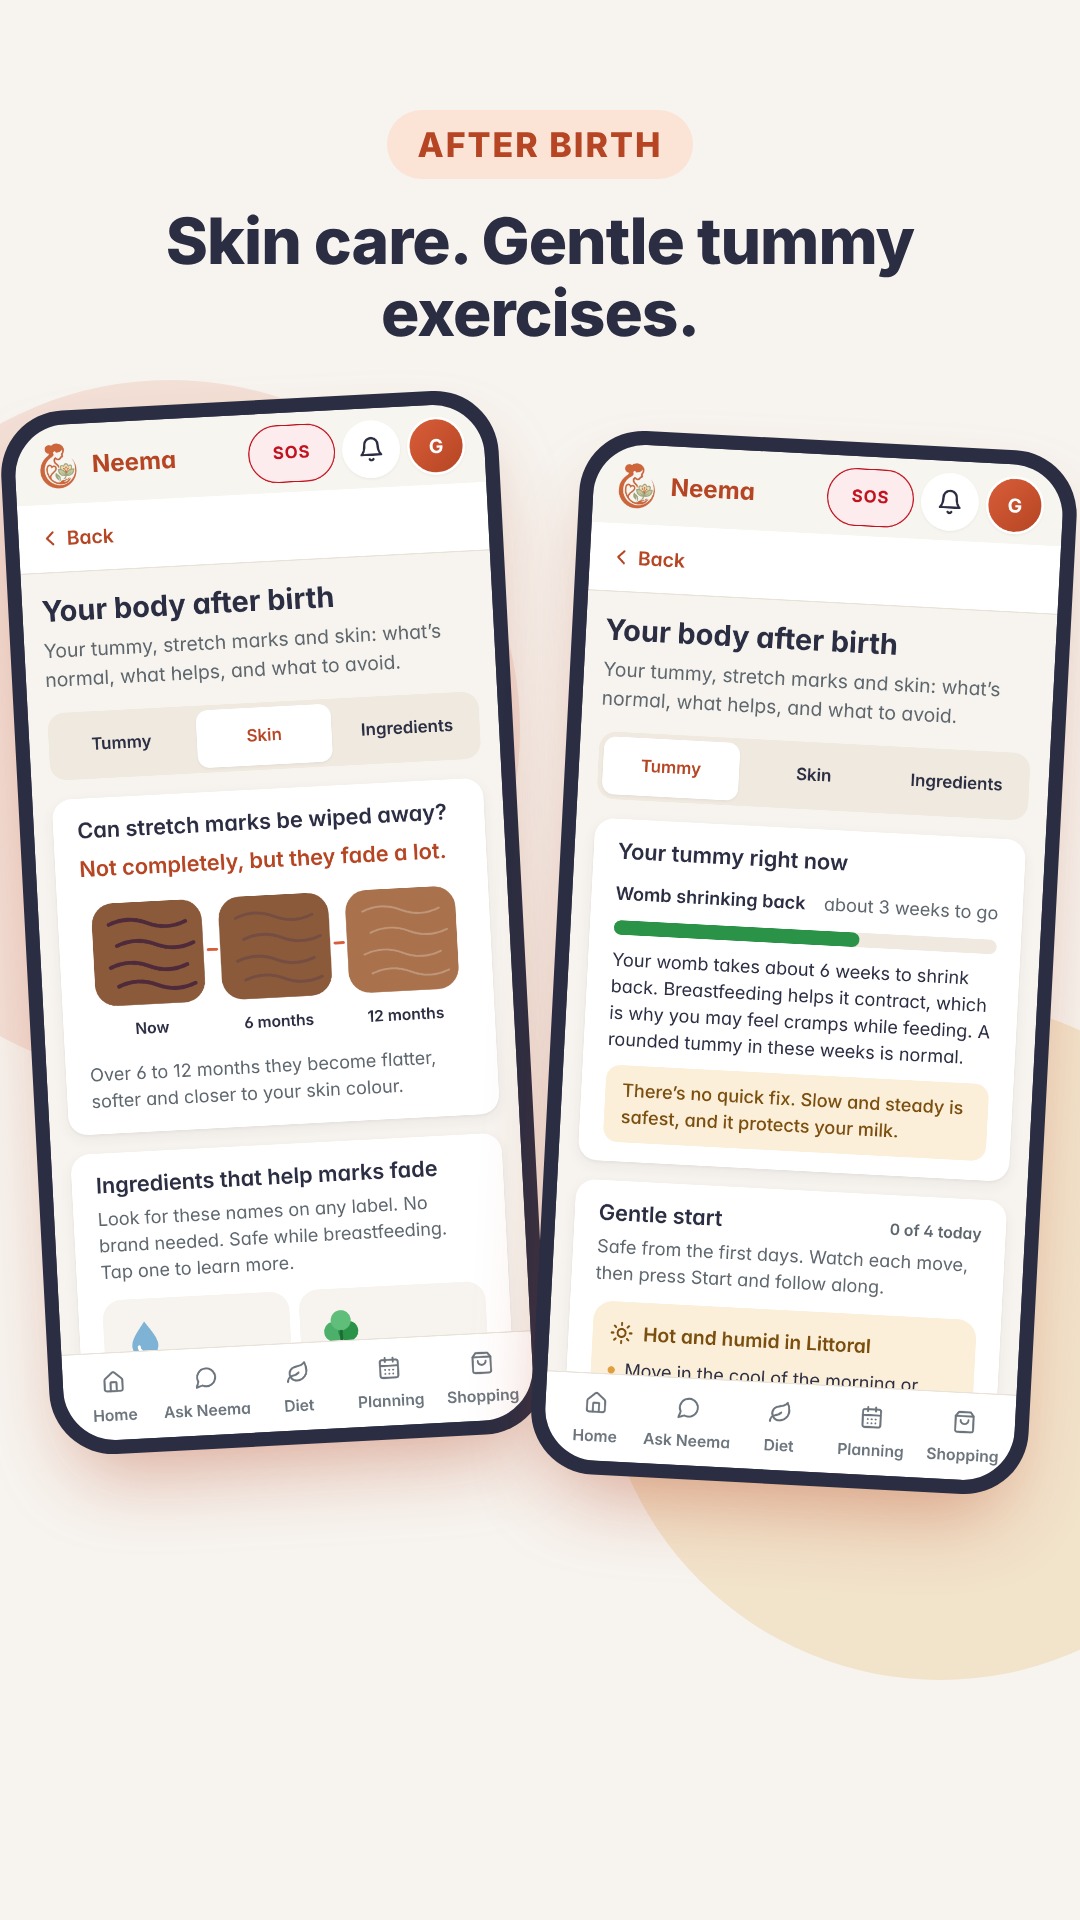 AFTER BIRTH
Skin care. Gentle tummy
exercises.
Neema
SOS
G
Back
Your body after birth
Your tummy, stretch marks and skin: what's
normal, what helps, and what to avoid.
Tummy
Skin
Ingredients
Can stretch marks be wiped away?
Not completely, but they fade a lot.
Now
6 months
12 months
Over 6 to 12 months they become flatter,
softer and closer to your skin colour.
Ingredients that help marks fade
Look for these names on any label. No
brand needed. Safe while breastfeeding.
Tap one to learn more.
Home
Ask Neema
Diet
Planning
Shopping
Neema
SOS
G
Back
Your body after birth
Your tummy, stretch marks and skin: what's
normal, what helps, and what to avoid.
Tummy
Skin
Ingredients
Your tummy right now
Womb shrinking back
about 3 weeks to go
Your womb takes about 6 weeks to shrink
back. Breastfeeding helps it contract, which
is why you may feel cramps while feeding. A
rounded tummy in these weeks is normal.
There's no quick fix. Slow and steady is
safest, and it protects your milk.
Gentle start
0 of 4 today
Safe from the first days. Watch each move,
then press Start and follow along.
Hot and humid in Littoral
Move in the cool of the morning or
Home
Ask Neema
Diet
Planning
Shopping